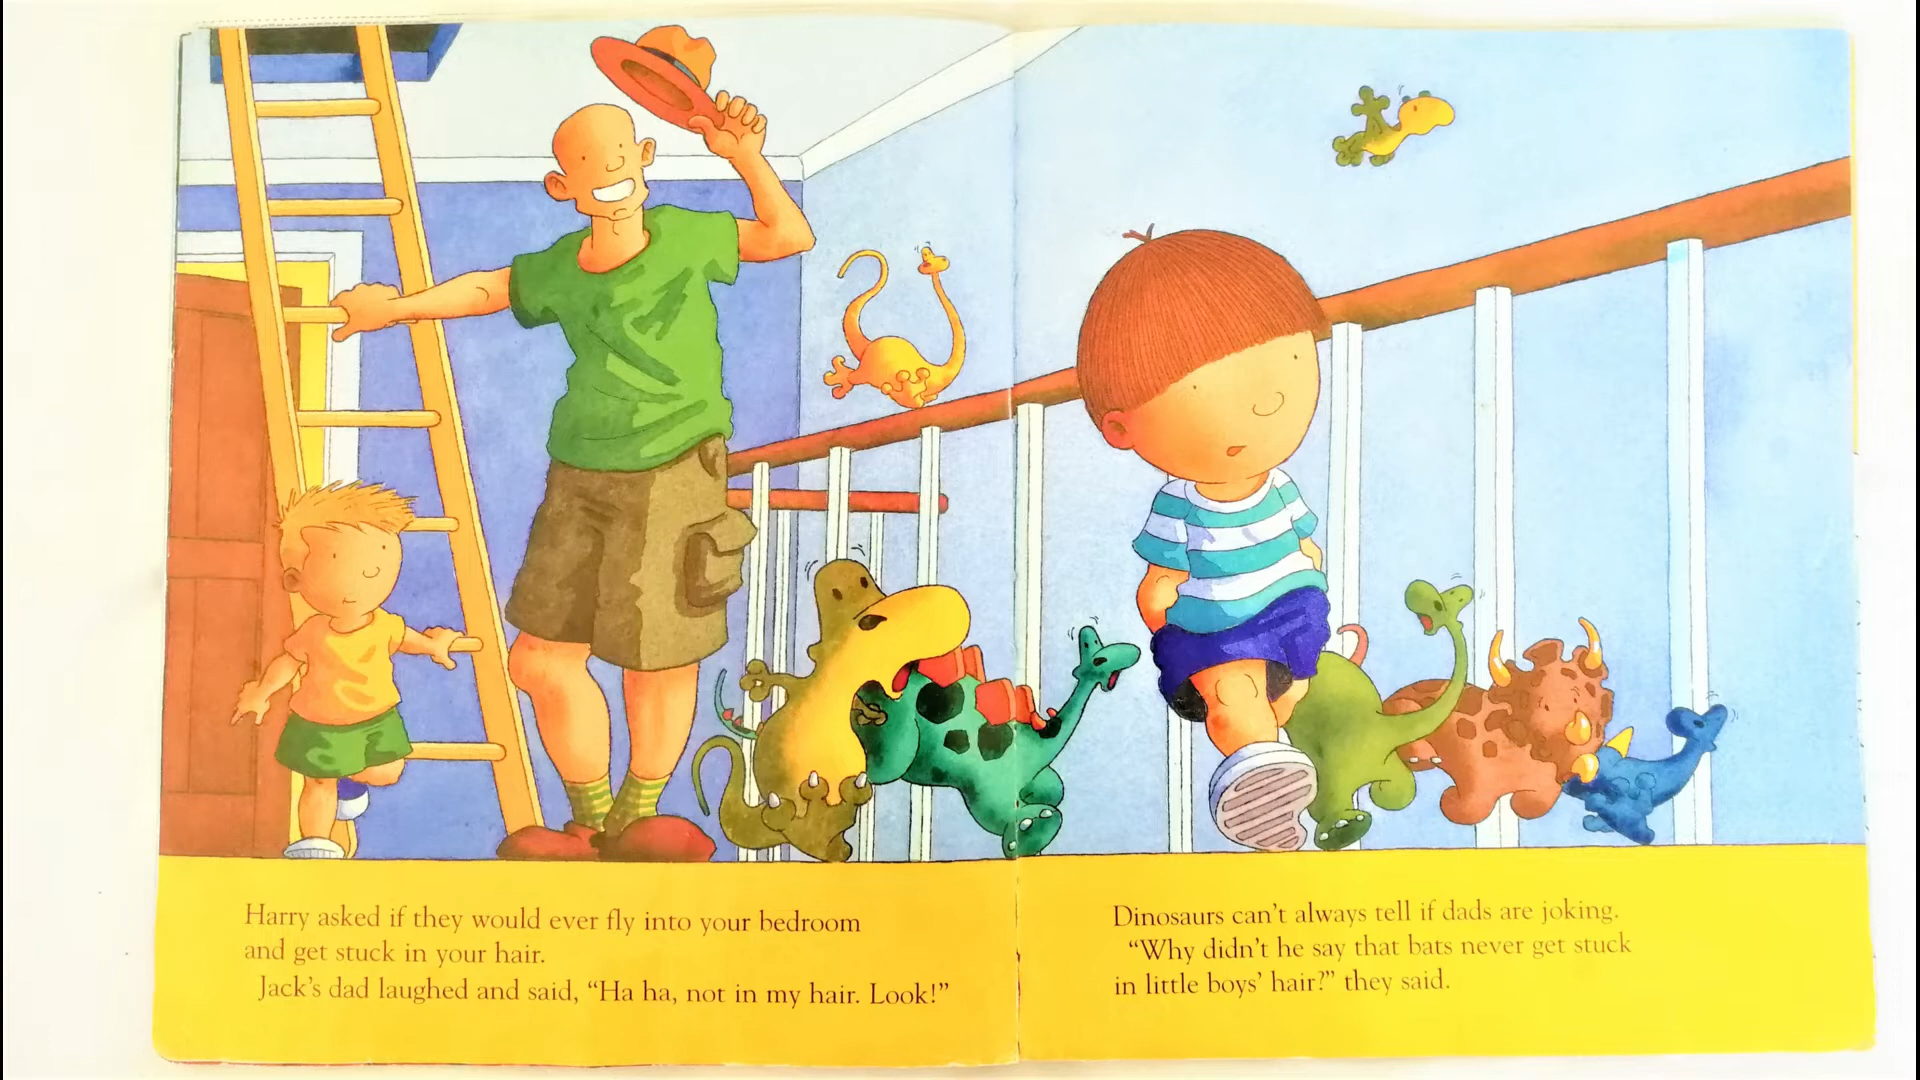 Harry asked if they would ever fly into your bedroom
and get stuck in your hair.
Jack's dad laughed and said, “Ha ha, not in my hair. Look!”
Dinosaurs can't always tell if dads are joking.
“Why didn't he say that bats never get stuck
in little boys' hair?” they said.